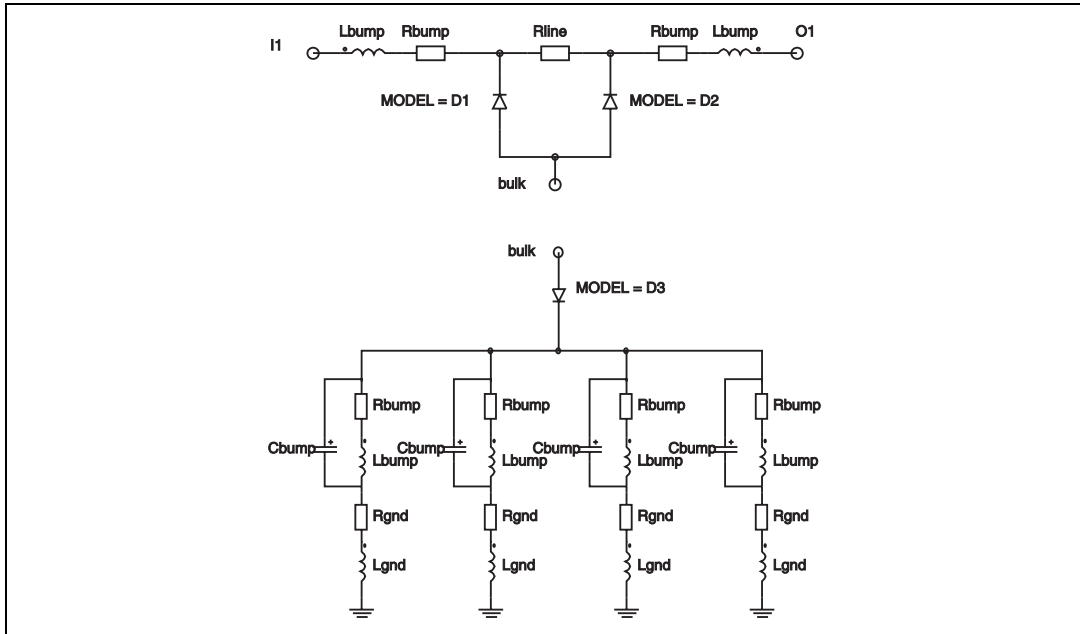 I1 Lbump Rbump Rline Rbump Lbump O1
MODEL = D1 MODEL = D2
bulk
bulk
MODEL = D3
Rbump Rbump Rbump Rbump
Cbump Lbump Cbump Lbump Cbump Lbump Cbump Lbump
Rgnd Rgnd Rgnd Rgnd
Lgnd Lgnd Lgnd Lgnd